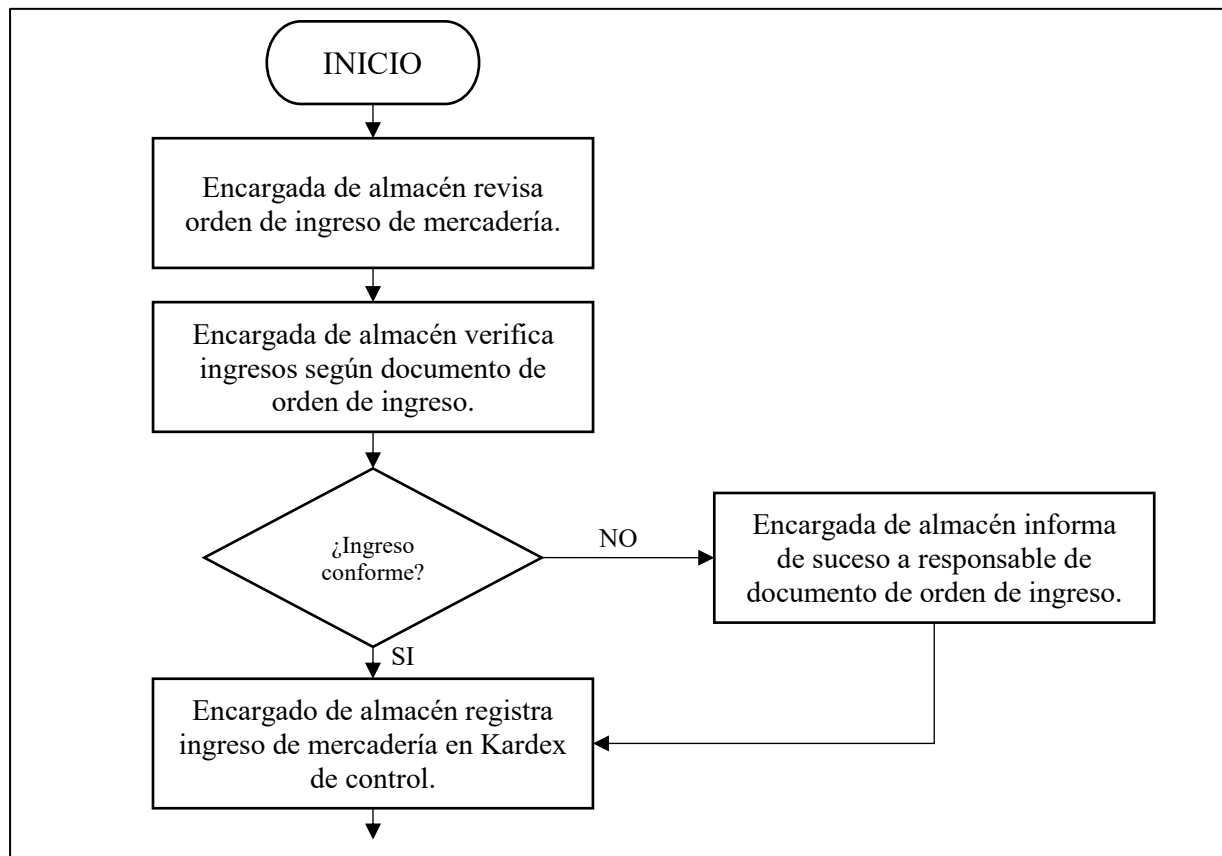 INICIO
Encargada de almacén revisa
orden de ingreso de mercadería.
Encargada de almacén verifica
ingresos según documento de
orden de ingreso.
¿Ingreso
conforme?
NO
Encargada de almacén informa
de suceso a responsable de
documento de orden de ingreso.
SI
Encargado de almacén registra
ingreso de mercadería en Kardex
de control.